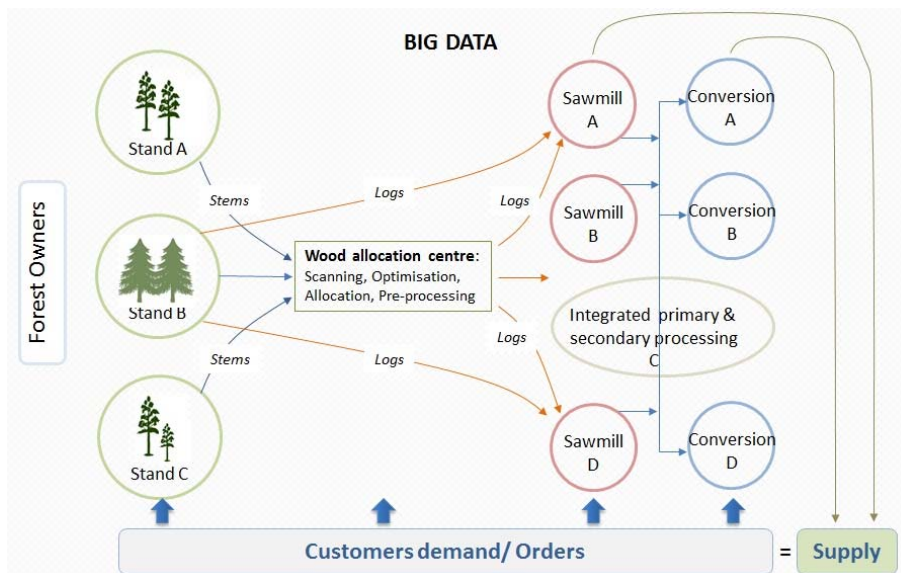 BIG DATA
Forest Owners
Stand A
Stems
Stand B
Stems
Stand C
Logs
Logs
Wood allocation centre:
Scanning, Optimisation,
Allocation, Pre-processing
Logs
Logs
Sawmill
A
Sawmill
B
Integrated primary &
secondary processing
C
Sawmill
D
Conversion
A
Conversion
B
Conversion
D
Customers demand/ Orders
=
Supply